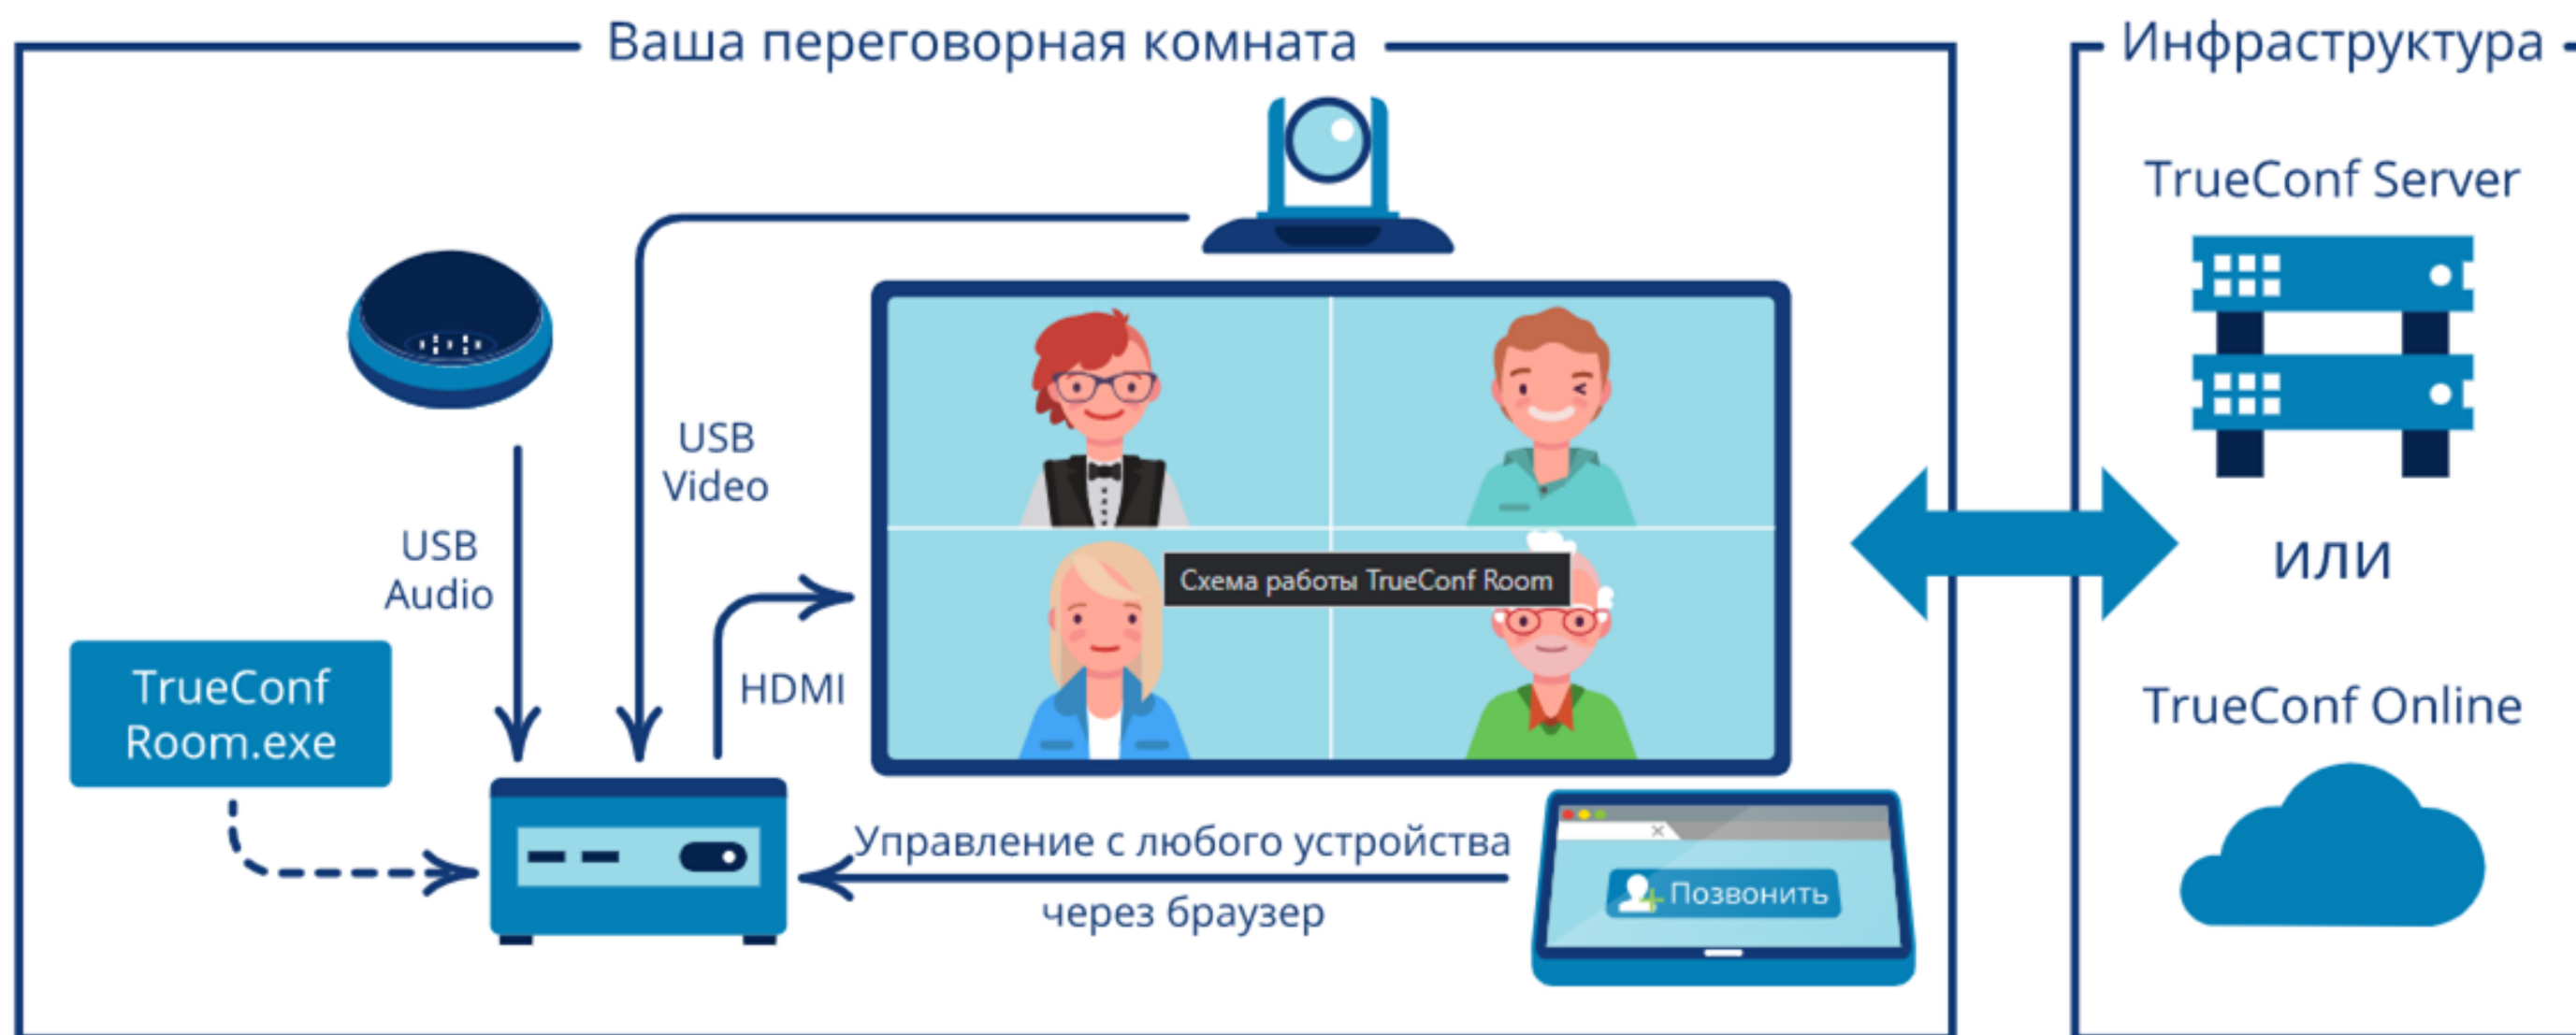 Ваша переговорная комната
USB
Video
USB
Audio
HDMI
TrueConf
Room.exe
Схема работы TrueConf Room
Управление с любого устройства
через браузер
Позвонить
Инфраструктура
TrueConf Server
или
TrueConf Online